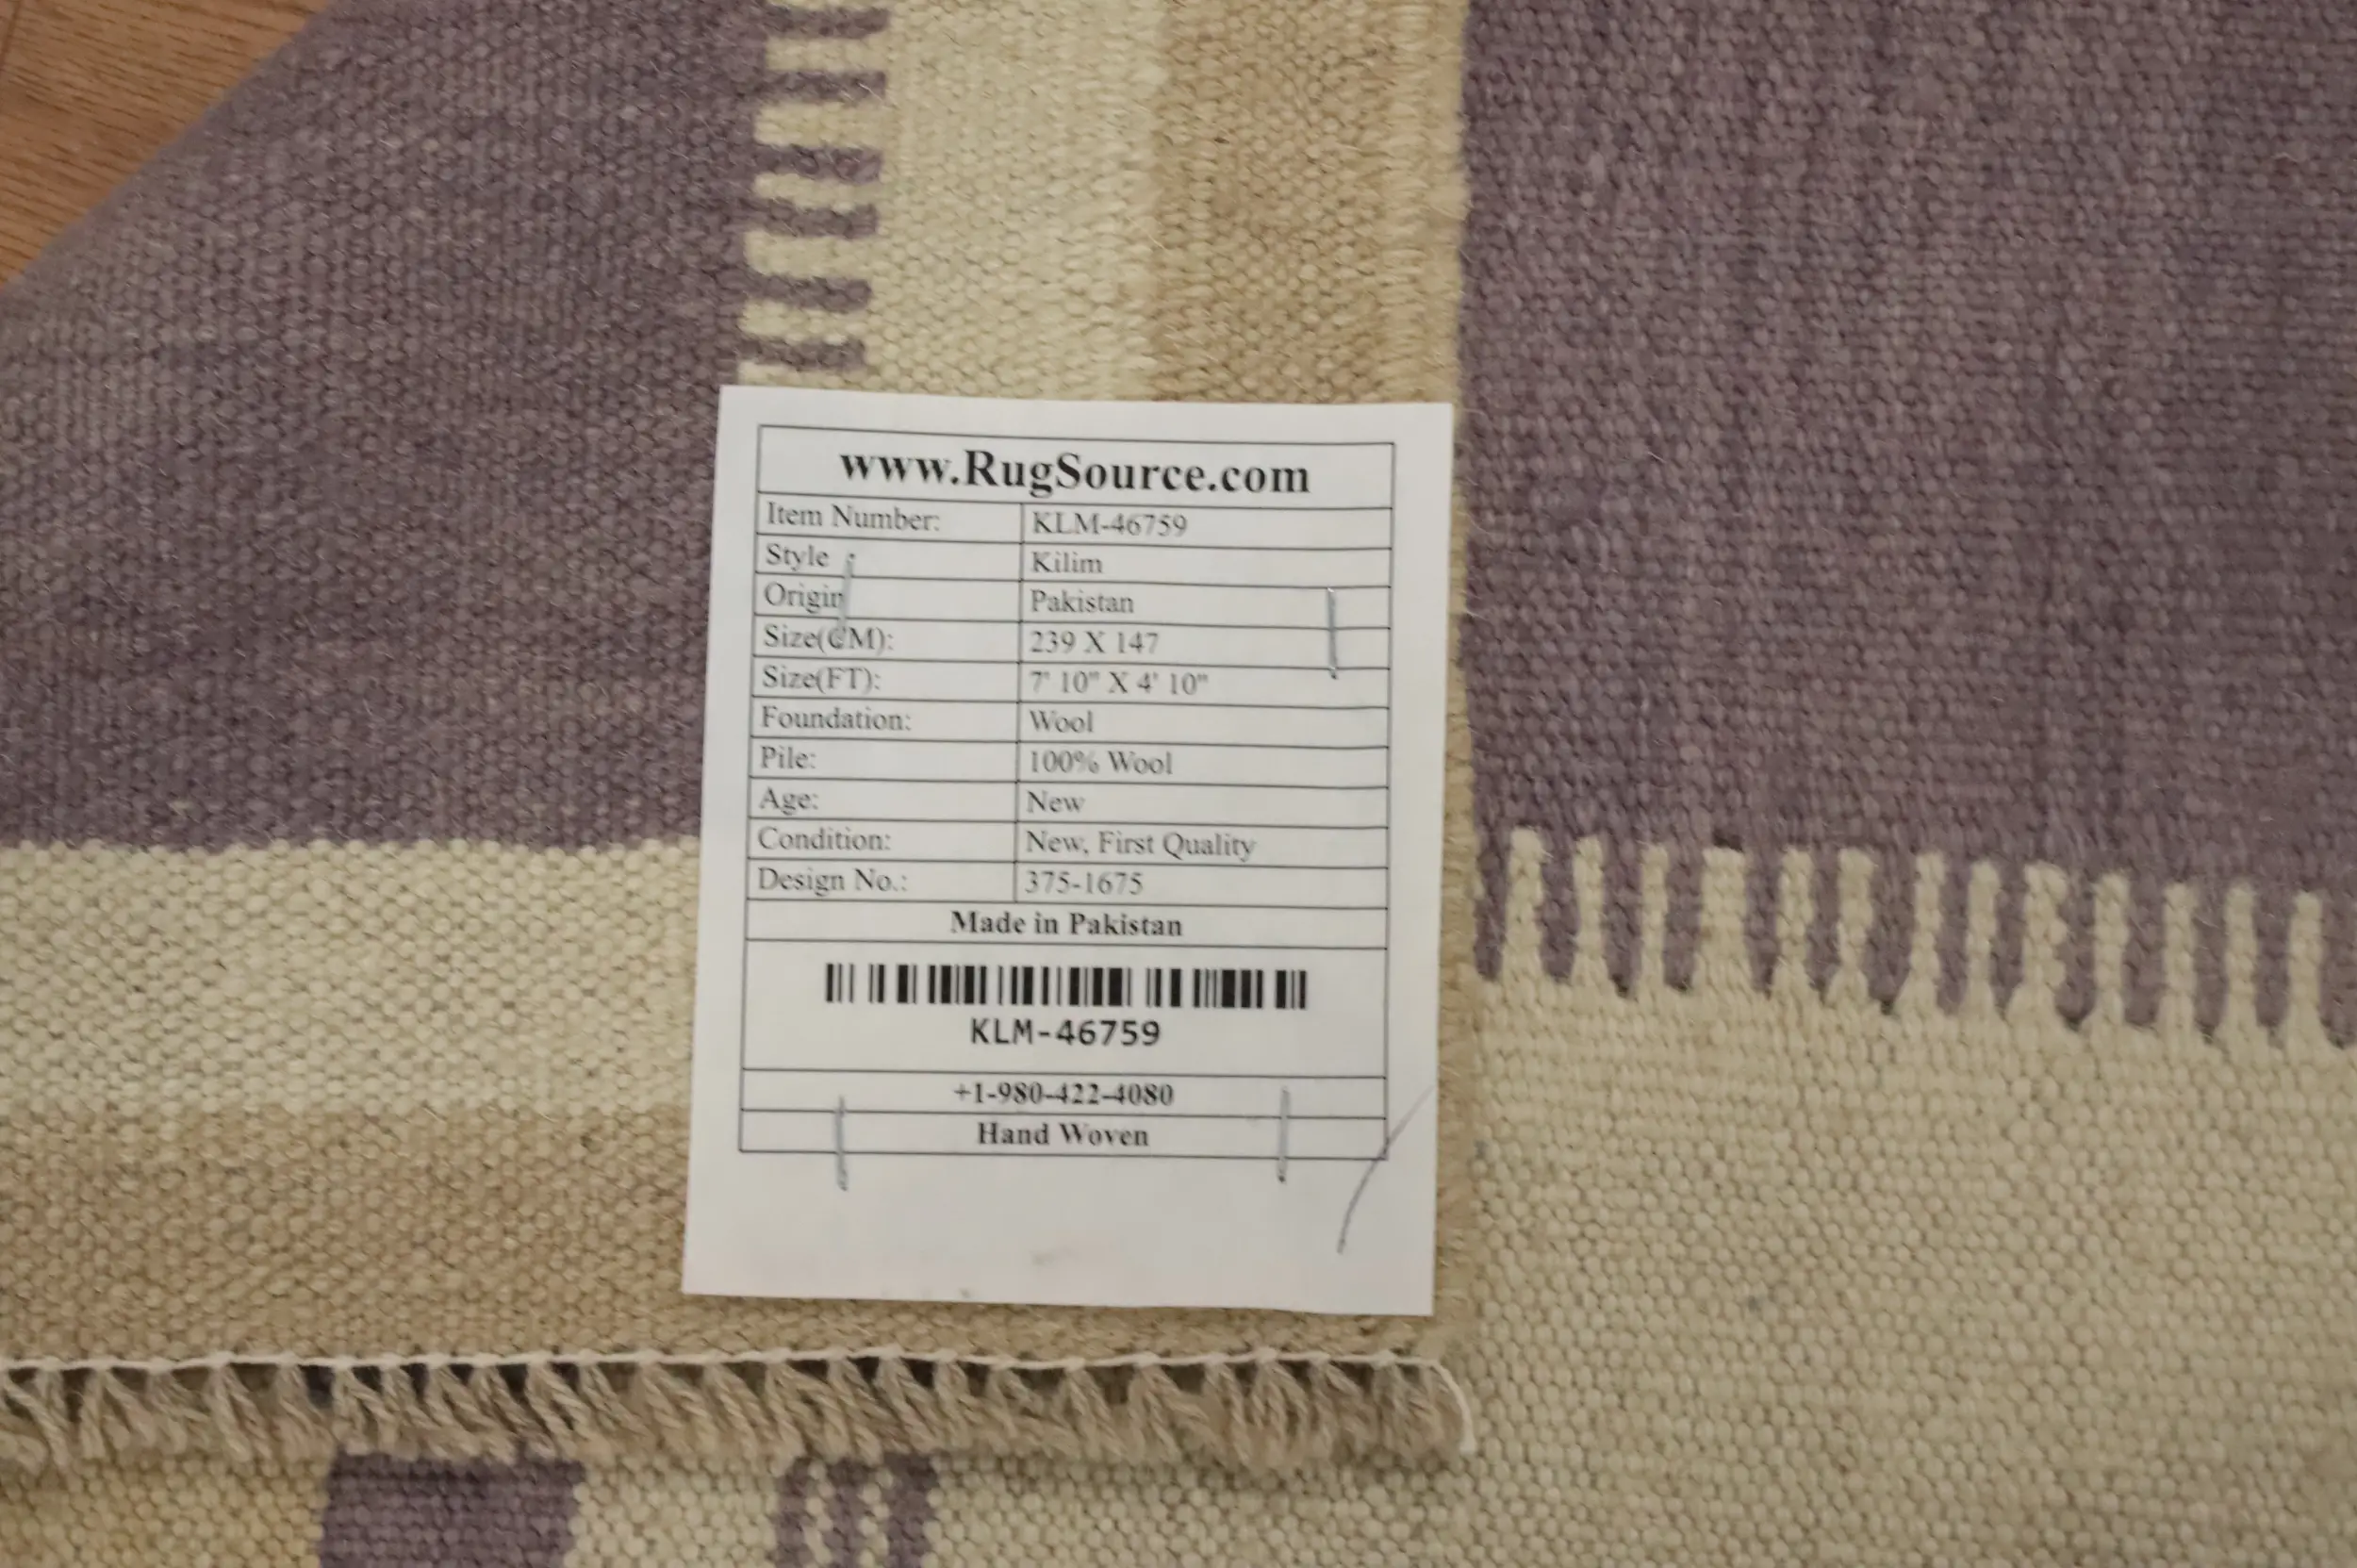 www.RugSource.com
Item Number: KLM-46759
Style Kilim
Origin Pakistan
Size(CM): 239 X 147
Size(FT): 7' 10" X 4' 10"
Foundation: Wool
Pile: 100% Wool
Age: New
Condition: New, First Quality
Design No.: 375-1675
Made in Pakistan
KLM-46759
+1-980-422-4080
Hand Woven